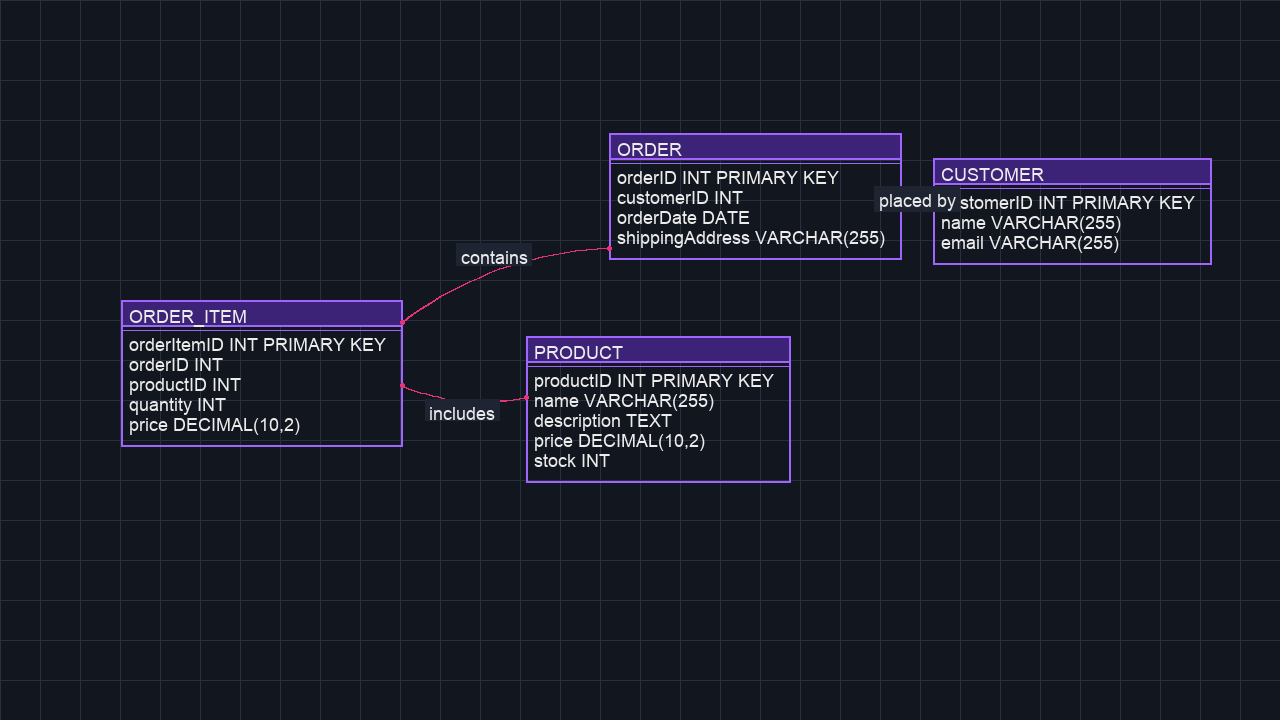 ORDER
orderID INT PRIMARY KEY
customerID INT
orderDate DATE
shippingAddress VARCHAR(255)
CUSTOMER
placed by
stomerID INT PRIMARY KEY
name VARCHAR(255)
email VARCHAR(255)
contains
ORDER_ITEM
orderItemID INT PRIMARY KEY
orderID INT
productID INT
quantity INT
price DECIMAL(10,2)
includes
PRODUCT
productID INT PRIMARY KEY
name VARCHAR(255)
description TEXT
price DECIMAL(10,2)
stock INT